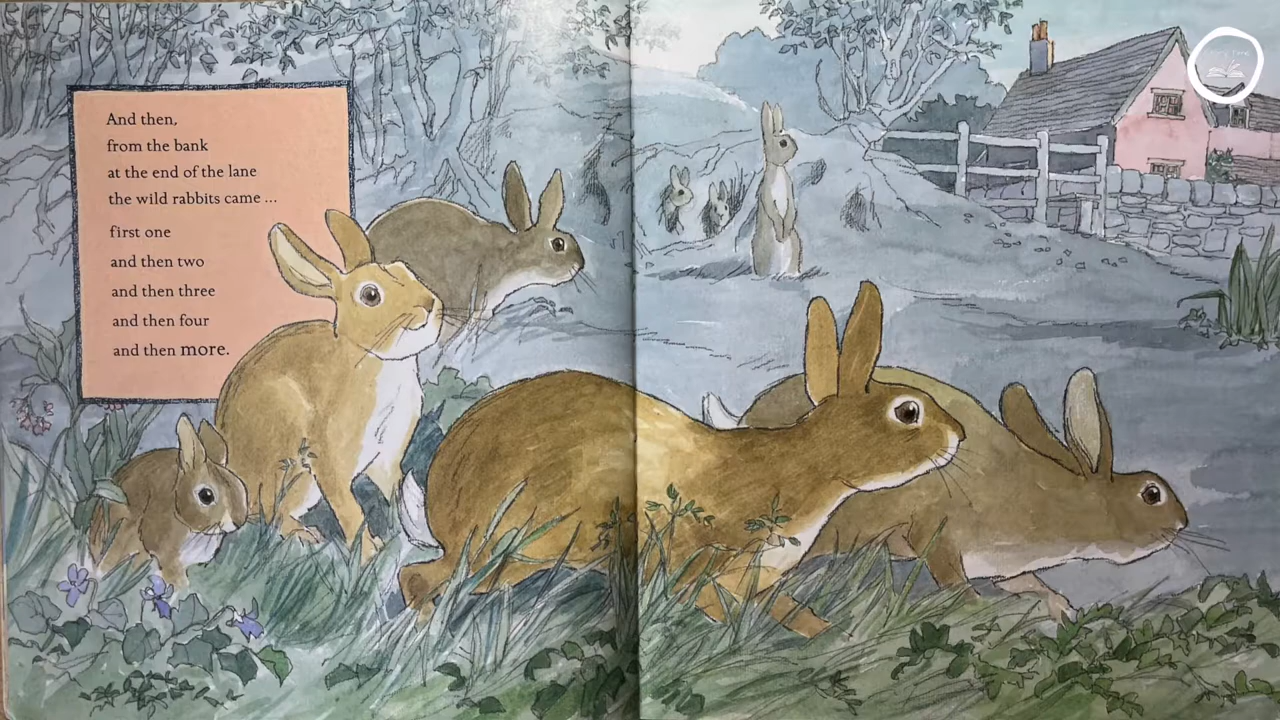 And then,
from the bank
at the end of the lane
the wild rabbits came ...
first one
and then two
and then three
and then four
and then more.